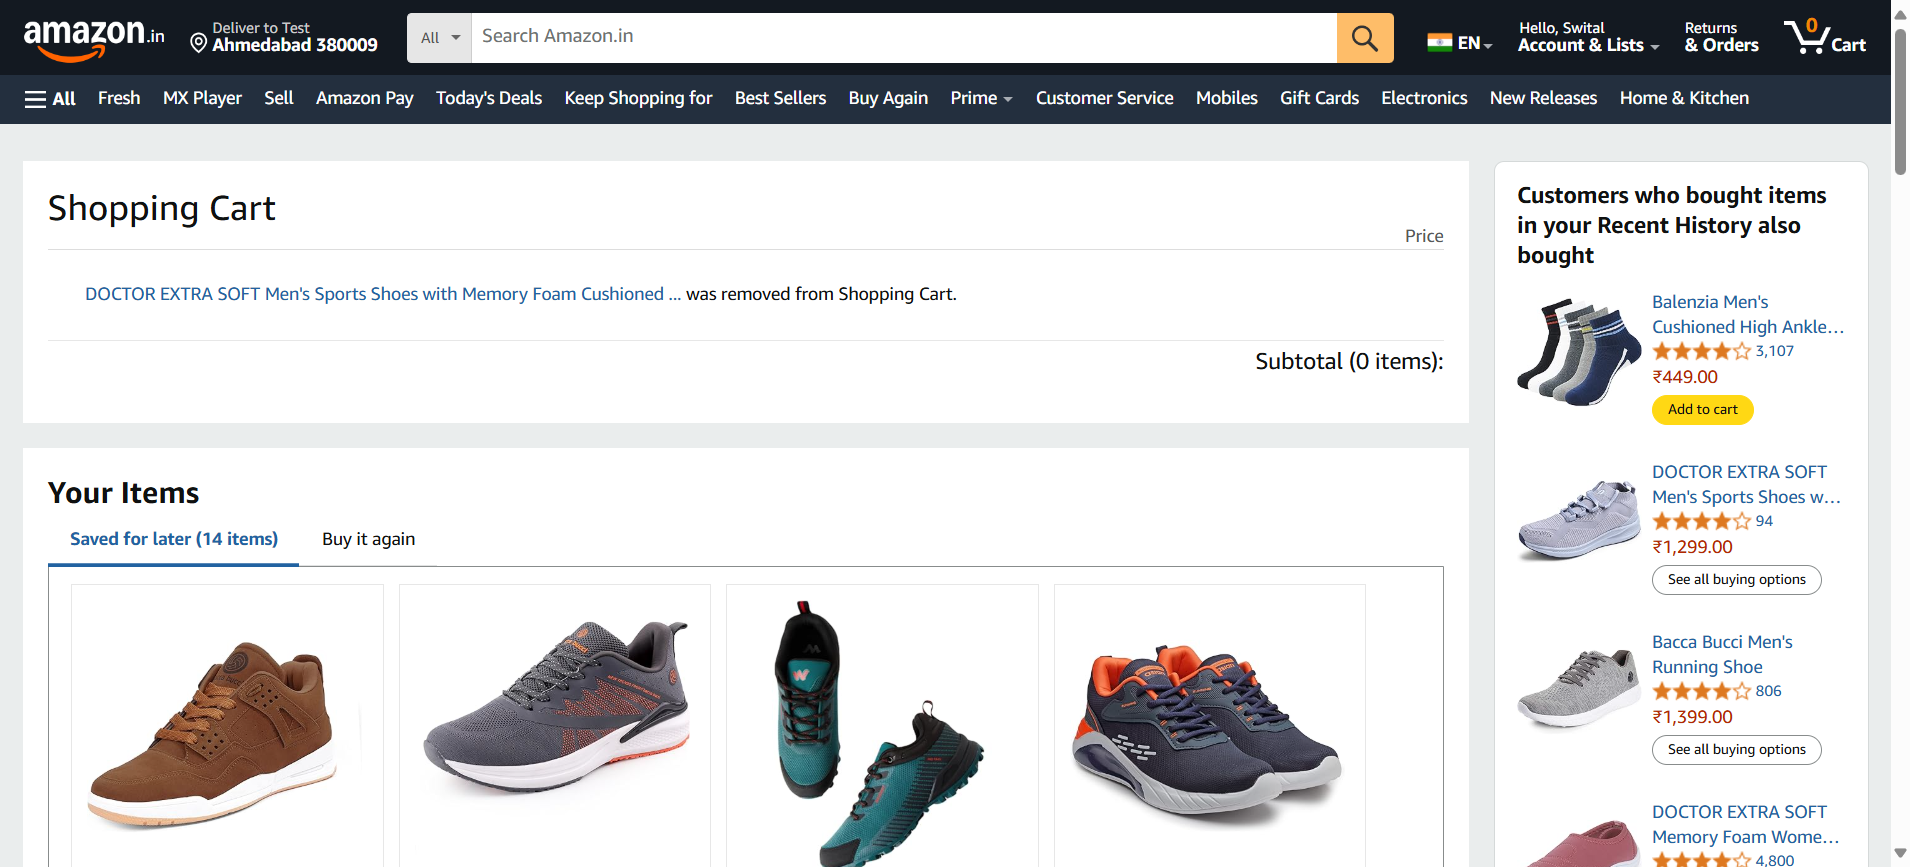 amazon.in
Deliver to Test
Ahmedabad 380009
All
Search Amazon.in
EN
Hello, Swital
Account & Lists
Returns
& Orders
0
Cart
All
Fresh
MX Player
Sell
Amazon Pay
Today's Deals
Keep Shopping for
Best Sellers
Buy Again
Prime
Customer Service
Mobiles
Gift Cards
Electronics
New Releases
Home & Kitchen
Shopping Cart
Price
DOCTOR EXTRA SOFT Men's Sports Shoes with Memory Foam Cushioned ... was removed from Shopping Cart.
Subtotal (0 items):
Your Items
Saved for later (14 items)
Buy it again
Customers who bought items
in your Recent History also
bought
Balenzia Men's
Cushioned High Ankle…
3,107
₹449.00
Add to cart
DOCTOR EXTRA SOFT
Men's Sports Shoes w…
94
₹1,299.00
See all buying options
Bacca Bucci Men's
Running Shoe
806
₹1,399.00
See all buying options
DOCTOR EXTRA SOFT
Memory Foam Wome…
4,800